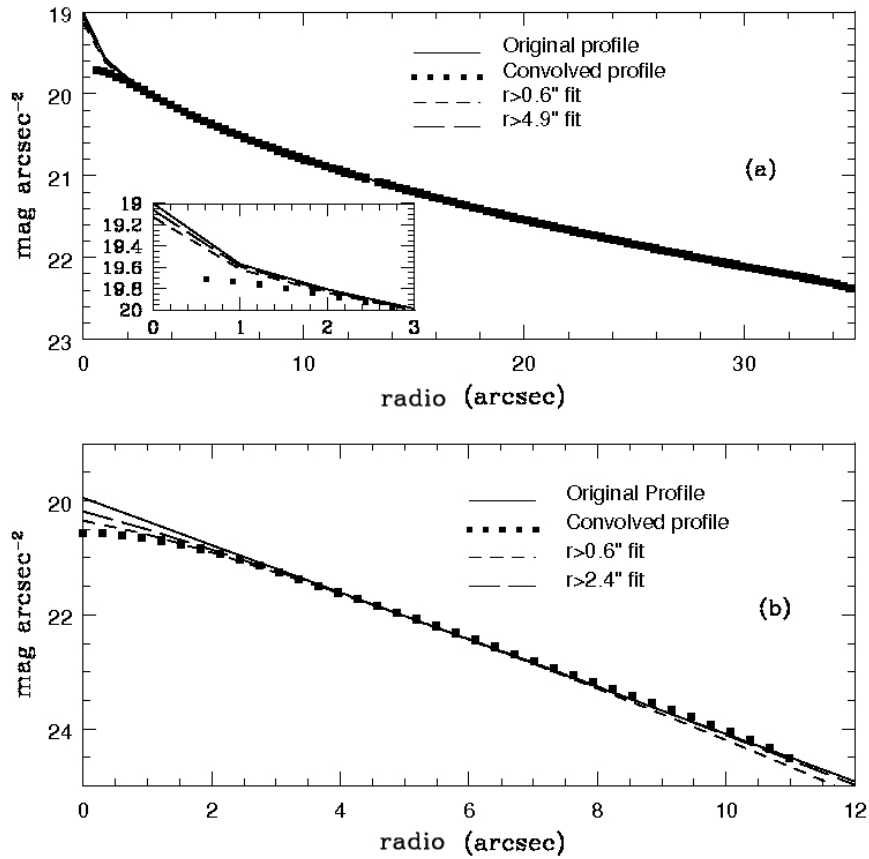 19
20
21
22
23
mag arcsec⁻²
Original profile
Convolved profile
r>0.6" fit
r>4.9" fit
(a)
19
19.2
19.4
19.6
19.8
20
0 1 2 3
0 10 20 30
radio (arcsec)
20
22
24
mag arcsec⁻²
Original Profile
Convolved profile
r>0.6" fit
r>2.4" fit
(b)
0 2 4 6 8 10 12
radio (arcsec)